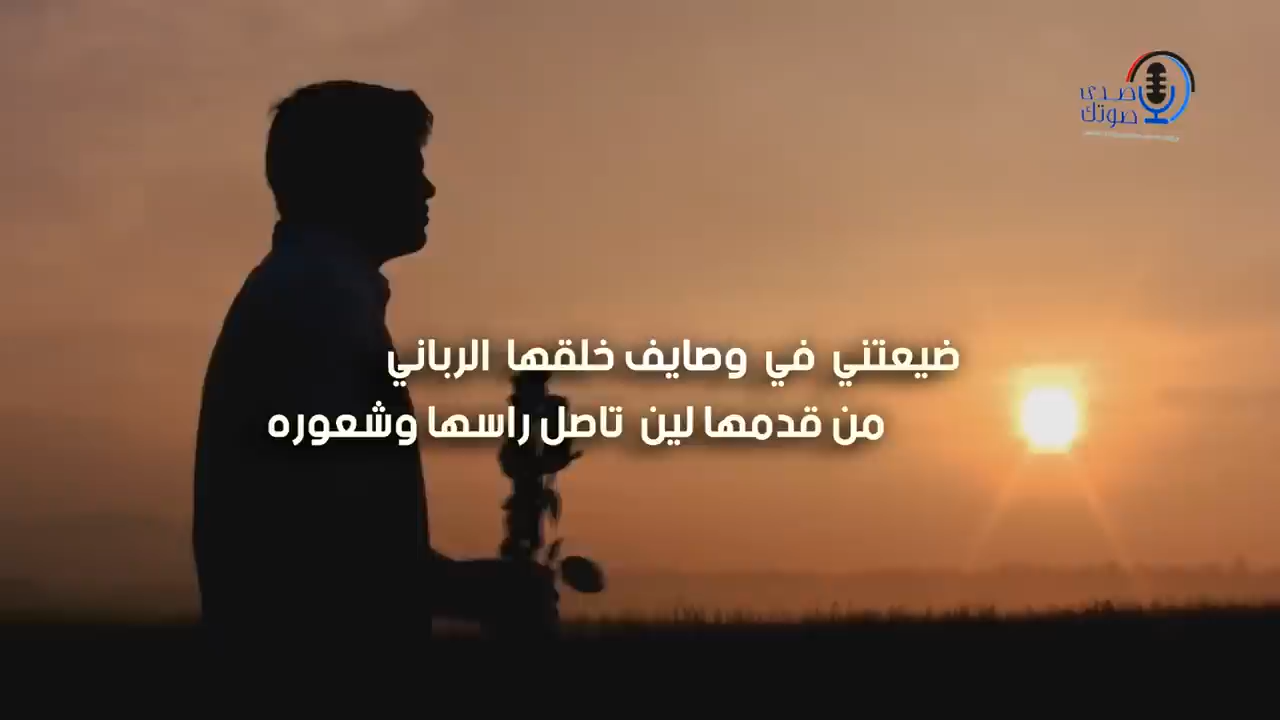 صدى
صوتك
ضيعتني في وصايف خلقها الرباني
من قدمها لين تاصل راسها وشعوره